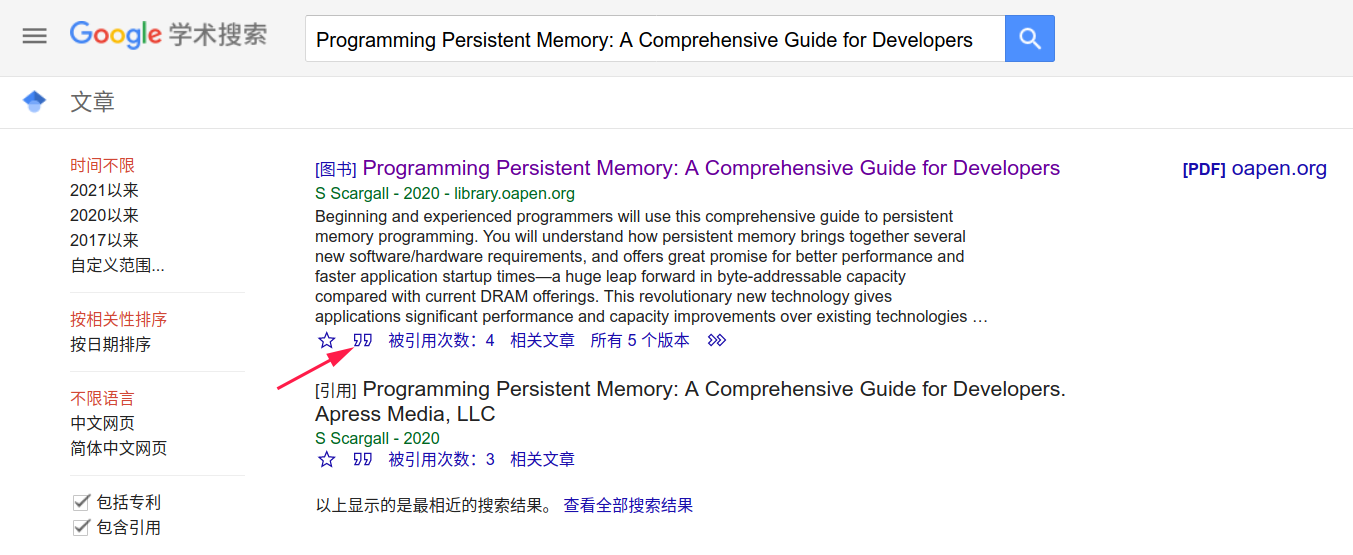 Google 学术搜索
Programming Persistent Memory: A Comprehensive Guide for Developers
文章
时间不限
2021以来
2020以来
2017以来
自定义范围...
按相关性排序
按日期排序
不限语言
中文网页
简体中文网页
包括专利
包含引用
[图书] Programming Persistent Memory: A Comprehensive Guide for Developers
[PDF] oapen.org
S Scargall - 2020 - library.oapen.org
Beginning and experienced programmers will use this comprehensive guide to persistent
memory programming. You will understand how persistent memory brings together several
new software/hardware requirements, and offers great promise for better performance and
faster application startup times—a huge leap forward in byte-addressable capacity
compared with current DRAM offerings. This revolutionary new technology gives
applications significant performance and capacity improvements over existing technologies …
被引用次数：4 相关文章 所有 5 个版本
[引用] Programming Persistent Memory: A Comprehensive Guide for Developers.
Apress Media, LLC
S Scargall - 2020
被引用次数：3 相关文章
以上显示的是最相近的搜索结果。 查看全部搜索结果